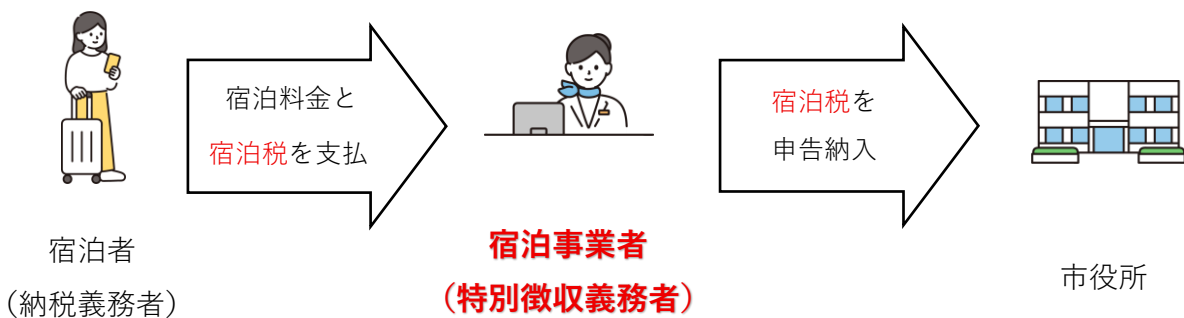 宿泊料金と
宿泊税を支払
宿泊税を
申告納入
宿泊者
（納税義務者）
宿泊事業者
（特別徴収義務者）
市役所